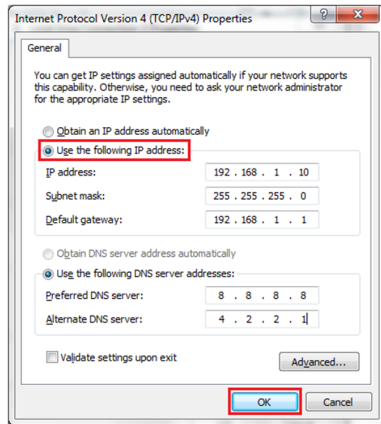 Internet Protocol Version 4 (TCP/IPv4) Properties
General
You can get IP settings assigned automatically if your network supports
this capability. Otherwise, you need to ask your network administrator
for the appropriate IP settings.
Obtain an IP address automatically
Use the following IP address:
IP address: 192 . 168 . 1 . 10
Subnet mask: 255 . 255 . 255 . 0
Default gateway: 192 . 168 . 1 . 1
Obtain DNS server address automatically
Use the following DNS server addresses:
Preferred DNS server: 8 . 8 . 8 . 8
Alternate DNS server: 4 . 2 . 2 . 1
Validate settings upon exit
Advanced...
OK Cancel